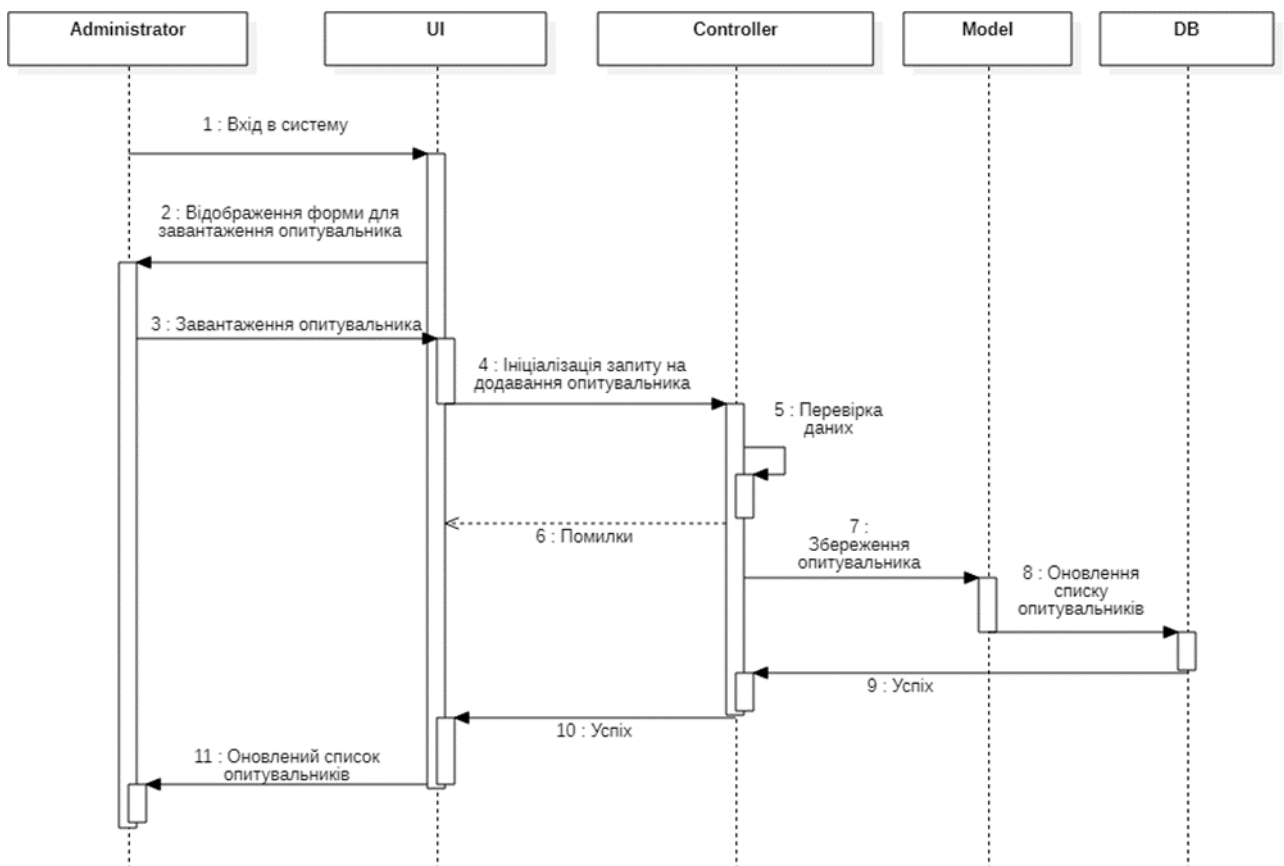 Administrator
UI
Controller
Model
DB
1 : Вхід в систему
2 : Відображення форми для
завантаження опитувальника
3 : Завантаження опитувальника
4 : Ініціалізація запиту на
додавання опитувальника
5 : Перевірка
даних
6 : Помилки
7 :
Збереження
опитувальника
8 : Оновлення
списку
опитувальників
9 : Успіх
10 : Успіх
11 : Оновлений список
опитувальників